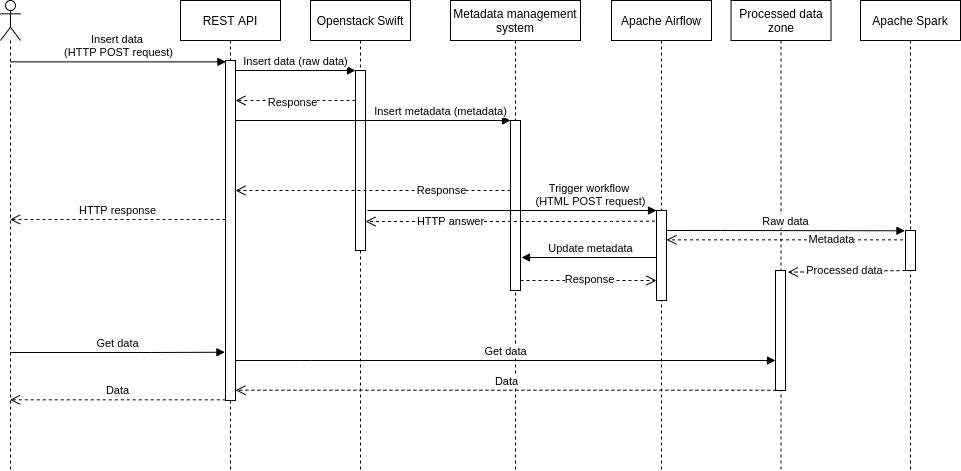 REST API
Openstack Swift
Metadata management
system
Apache Airflow
Processed data
zone
Apache Spark
Insert data
(HTTP POST request)
Insert data (raw data)
Response
Insert metadata (metadata)
Response
Trigger workflow
(HTML POST request)
HTTP response
HTTP answer
Raw data
Metadata
Update metadata
Processed data
Response
Get data
Get data
Data
Data